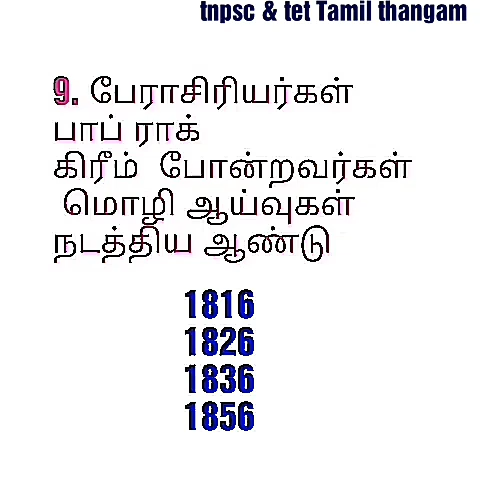 tnpsc & tet Tamil thangam
9. பேராசிரியர்கள்
பாப் ராக்
கிரீம் போன்றவர்கள்
மொழி ஆய்வுகள்
நடத்திய ஆண்டு
1816
1826
1836
1856